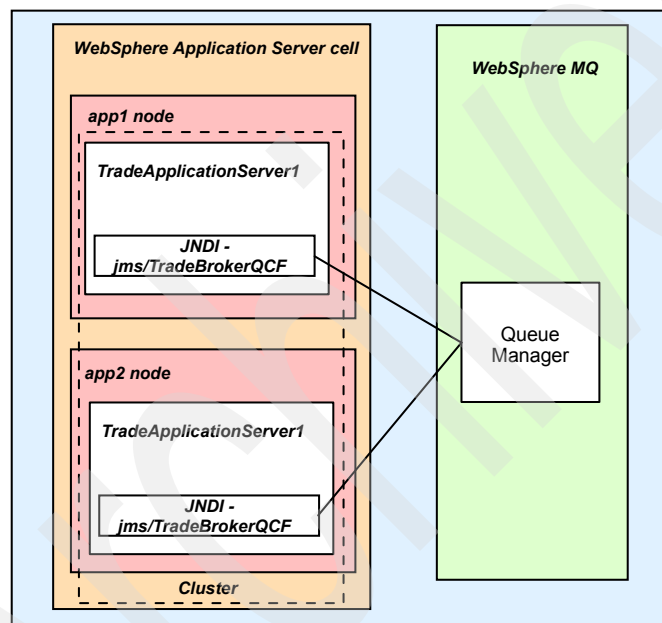 WebSphere Application Server cell
app1 node
TradeApplicationServer1
JNDI -
jms/TradeBrokerQCF
app2 node
TradeApplicationServer1
JNDI -
jms/TradeBrokerQCF
Cluster
WebSphere MQ
Queue
Manager